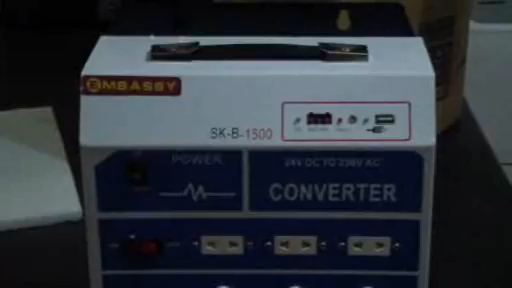 EMBASSY
SK-B-1500
POWER
24V DC TO 230V AC
CONVERTER